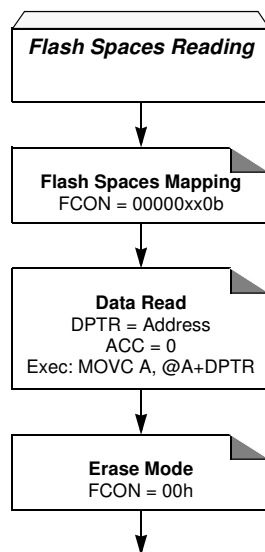 Flash Spaces Reading
Flash Spaces Mapping
FCON = 00000xx0b
Data Read
DPTR = Address
ACC = 0
Exec: MOVC A, @A+DPTR
Erase Mode
FCON = 00h